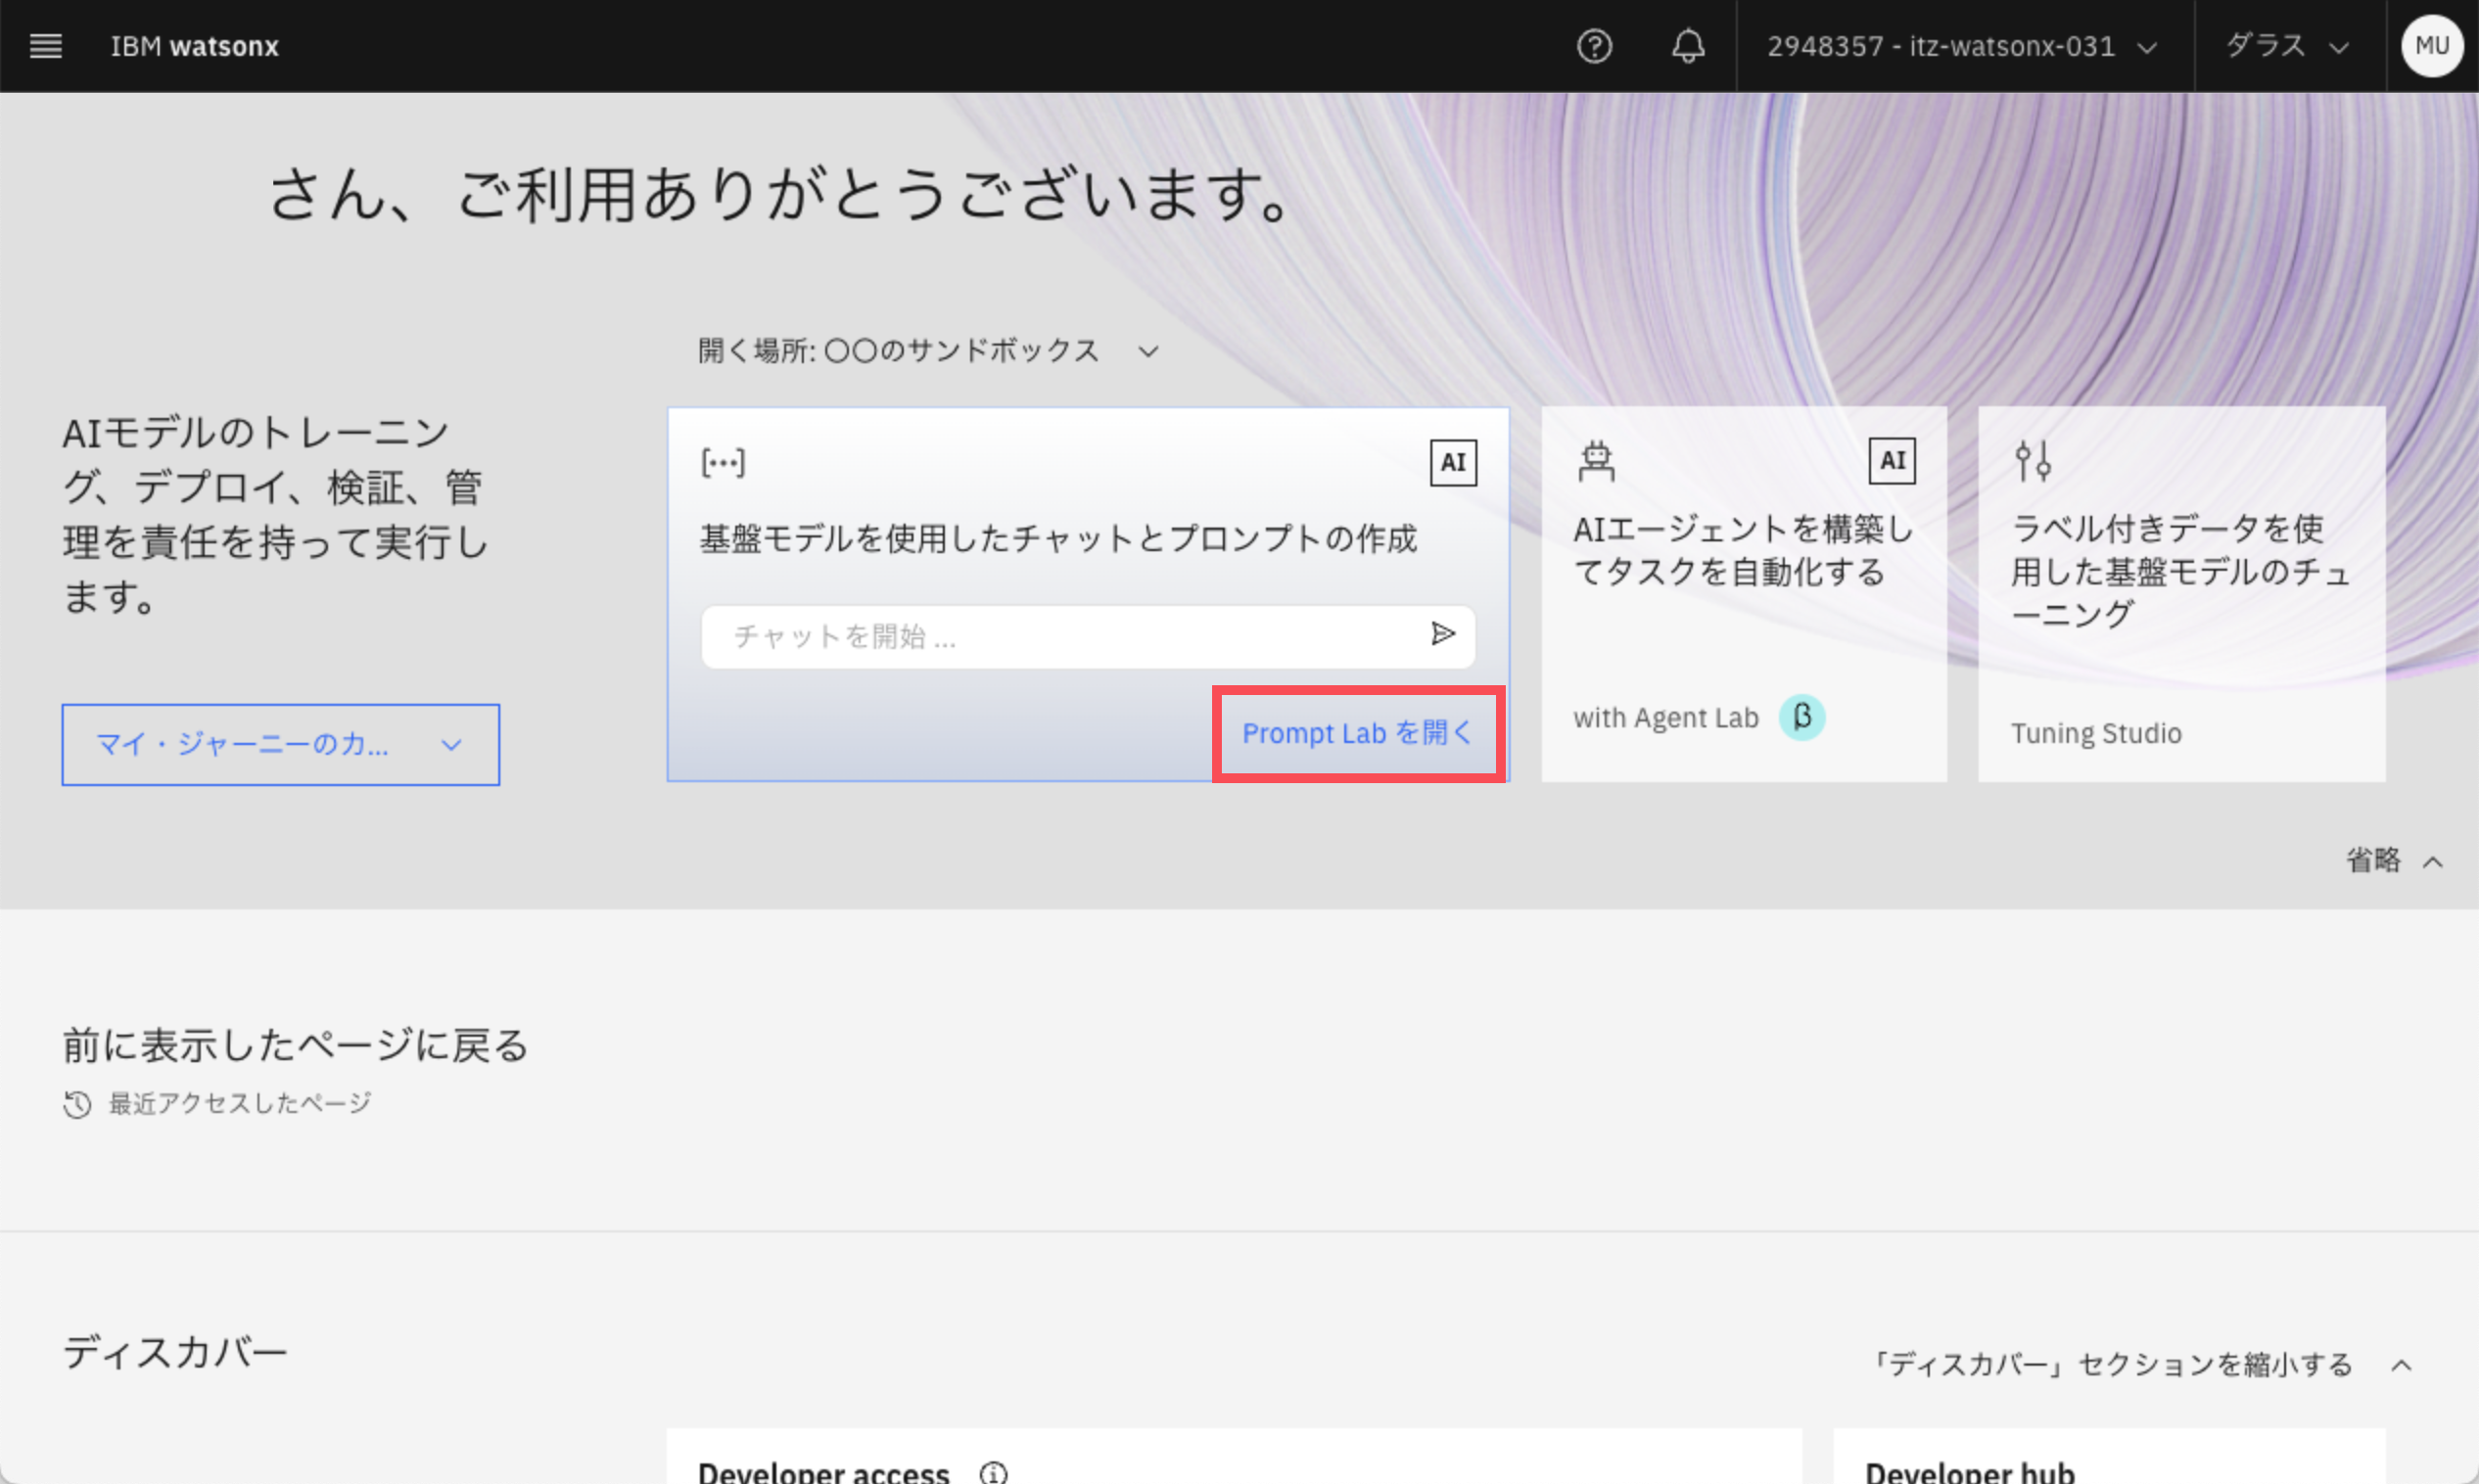 IBM watsonx
2948357 - itz-watsonx-031
ダラス
MU
さん、ご利用ありがとうございます。
開く場所: 〇〇のサンドボックス
AIモデルのトレーニン
グ、デプロイ、検証、管
理を責任を持って実行し
ます。
マイ・ジャーニーのカ...
AI
基盤モデルを使用したチャットとプロンプトの作成
チャットを開始 ...
Prompt Lab を開く
AI
AIエージェントを構築し
てタスクを自動化する
with Agent Lab β
ラベル付きデータを使
用した基盤モデルのチュ
ーニング
Tuning Studio
省略
前に表示したページに戻る
最近アクセスしたページ
ディスカバー
「ディスカバー」セクションを縮小する
Developer access
Developer hub